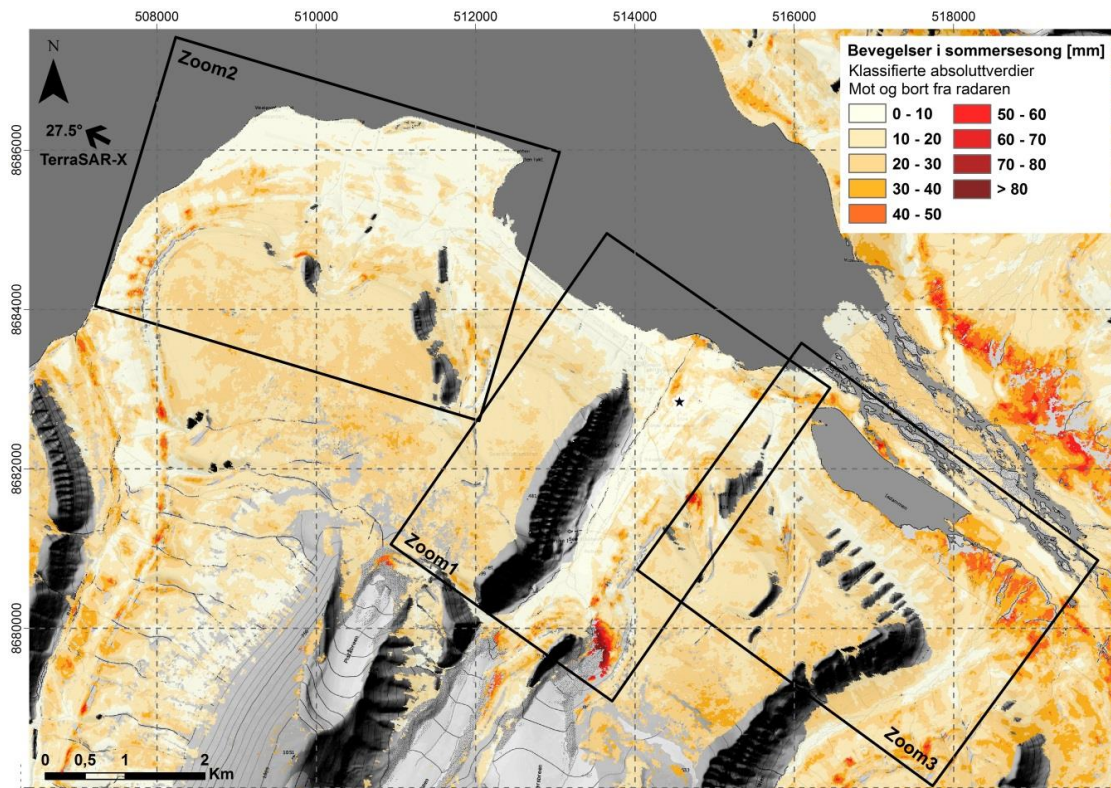 508000 510000 512000 514000 516000 518000
8686000
8684000
8682000
8680000
N
27.5°
TerraSAR-X
Zoom2
Zoom1
Zoom3
Bevegelser i sommersesong [mm]
Klassifierte absoluttverdier
Mot og bort fra radaren
0 - 10
10 - 20
20 - 30
30 - 40
40 - 50
50 - 60
60 - 70
70 - 80
> 80
0 0,5 1 2
Km